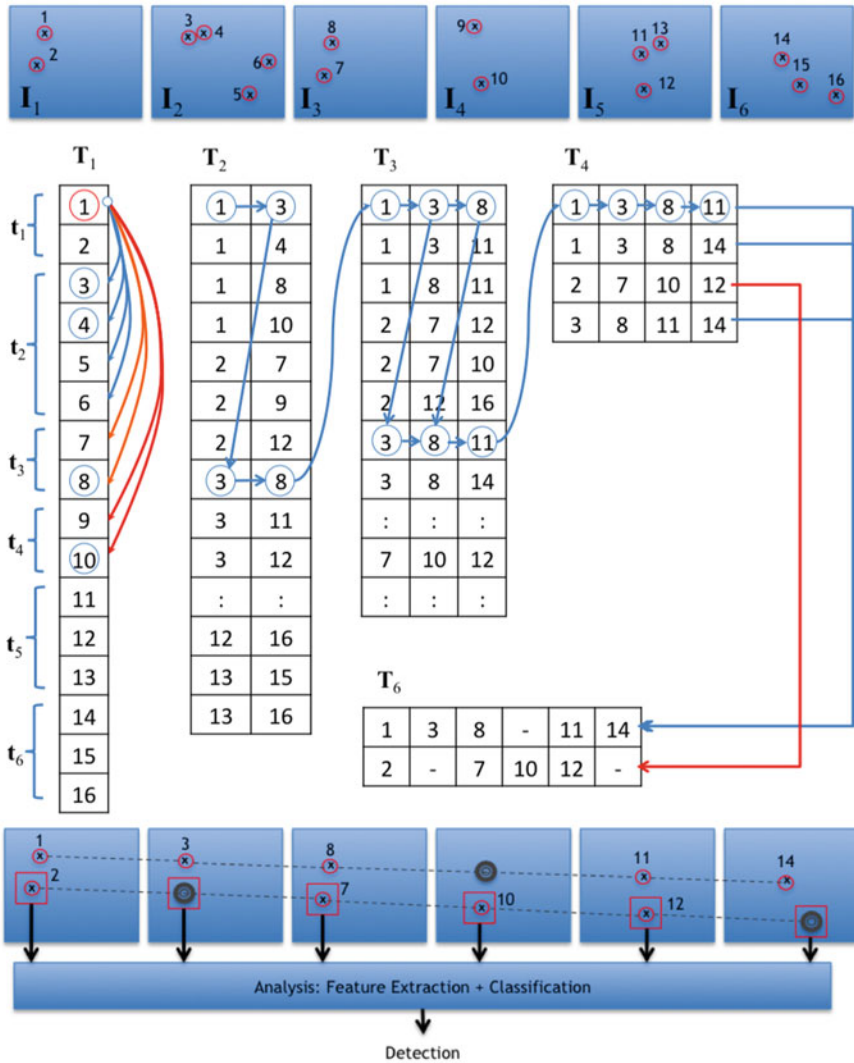 1
2
I1
3
4
6
5
I2
8
7
I3
9
10
I4
11
13
12
I5
14
15
16
I6
T1
T2
T3
T4
t1
t2
t3
t4
t5
t6
1
2
3
4
5
6
7
8
9
10
11
12
13
14
15
16
1 3
1 4
1 8
1 10
2 7
2 9
2 12
3 8
3 11
3 12
: :
12 16
13 15
13 16
1 3 8
1 3 11
1 8 11
2 7 12
2 7 10
2 12 16
3 8 11
3 8 14
: : :
7 10 12
: : :
1 3 8 11
1 3 8 14
2 7 10 12
3 8 11 14
T6
1 3 8 - 11 14
2 - 7 10 12 -
1
2
3
8
7
10
11
12
14
Analysis: Feature Extraction + Classification
Detection